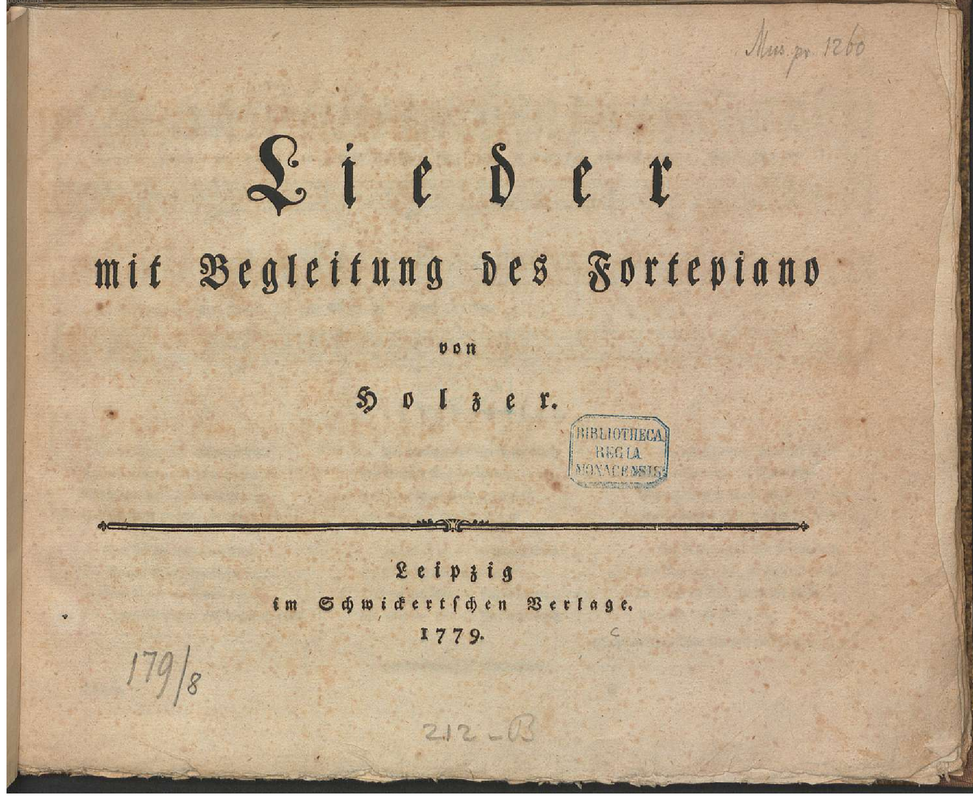 Mus. pr. 1260
Lieder
mit Begleitung des Fortepiano
von
Holzer.
BIBLIOTHECA
REGIA
MONACENSIS.
Leipzig
im Schwickertſchen Verlage.
1779.
179/8
212-B